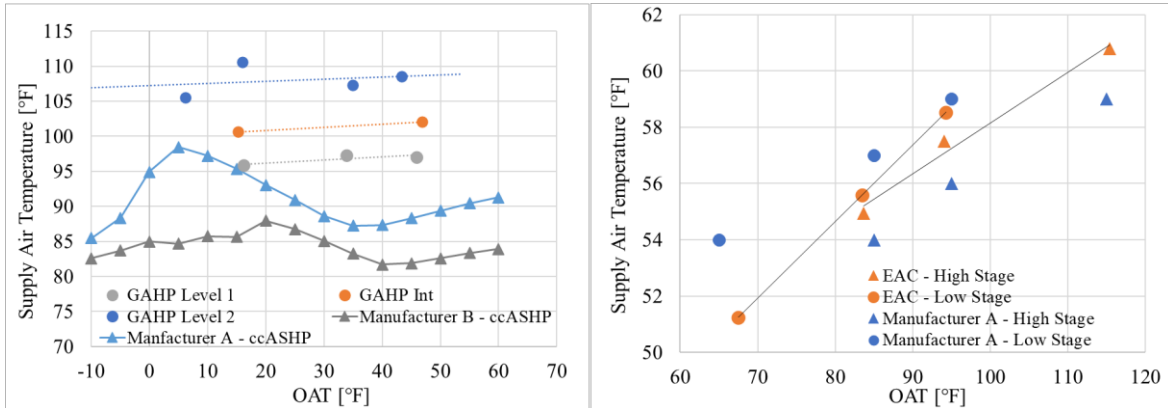 Supply Air Temperature [°F]
115
110
105
100
95
90
85
80
75
70
GAHP Level 1
GAHP Int
GAHP Level 2
Manufacturer B - ccASHP
Manfacturer A - ccASHP
-10 0 10 20 30 40 50 60
OAT [°F]
Supply Air Temperature [°F]
62
60
58
56
54
52
50
EAC - High Stage
EAC - Low Stage
Manufacturer A - High Stage
Manufacturer A - Low Stage
60 70 80 90 100 110 120
OAT [°F]